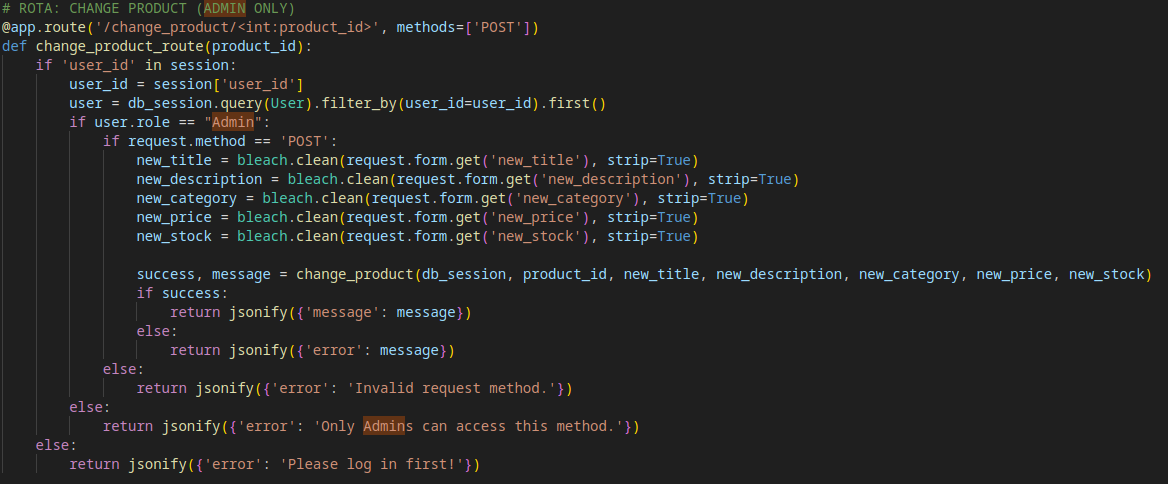 # ROTA: CHANGE PRODUCT (ADMIN ONLY)
@app.route('/change_product/<int:product_id>', methods=['POST'])
def change_product_route(product_id):
    if 'user_id' in session:
        user_id = session['user_id']
        user = db_session.query(User).filter_by(user_id=user_id).first()
        if user.role == "Admin":
            if request.method == 'POST':
                new_title = bleach.clean(request.form.get('new_title'), strip=True)
                new_description = bleach.clean(request.form.get('new_description'), strip=True)
                new_category = bleach.clean(request.form.get('new_category'), strip=True)
                new_price = bleach.clean(request.form.get('new_price'), strip=True)
                new_stock = bleach.clean(request.form.get('new_stock'), strip=True)

                success, message = change_product(db_session, product_id, new_title, new_description, new_category, new_price, new_stock)
                if success:
                    return jsonify({'message': message})
                else:
                    return jsonify({'error': message})
            else:
                return jsonify({'error': 'Invalid request method.'})
        else:
            return jsonify({'error': 'Only Admins can access this method.'})
    else:
        return jsonify({'error': 'Please log in first!'})